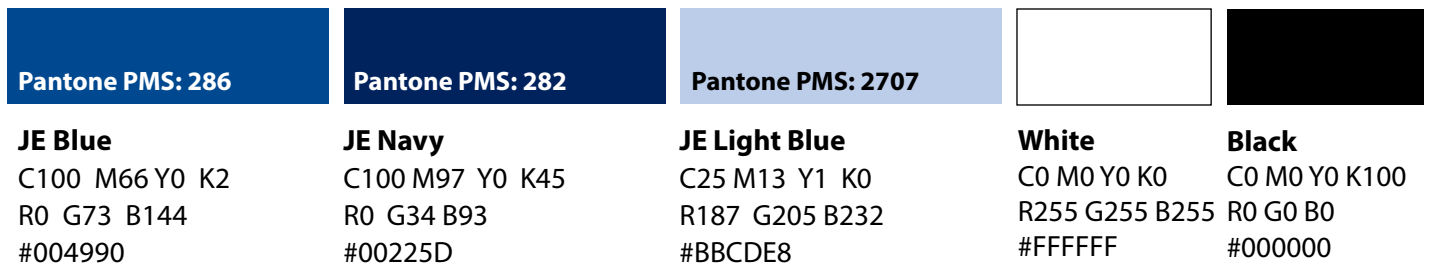 Pantone PMS: 286
JE Blue
C100 M66 Y0 K2
R0 G73 B144
#004990
Pantone PMS: 282
JE Navy
C100 M97 Y0 K45
R0 G34 B93
#00225D
Pantone PMS: 2707
JE Light Blue
C25 M13 Y1 K0
R187 G205 B232
#BBCDE8
White
C0 M0 Y0 K0
R255 G255 B255
#FFFFFF
Black
C0 M0 Y0 K100
R0 G0 B0
#000000